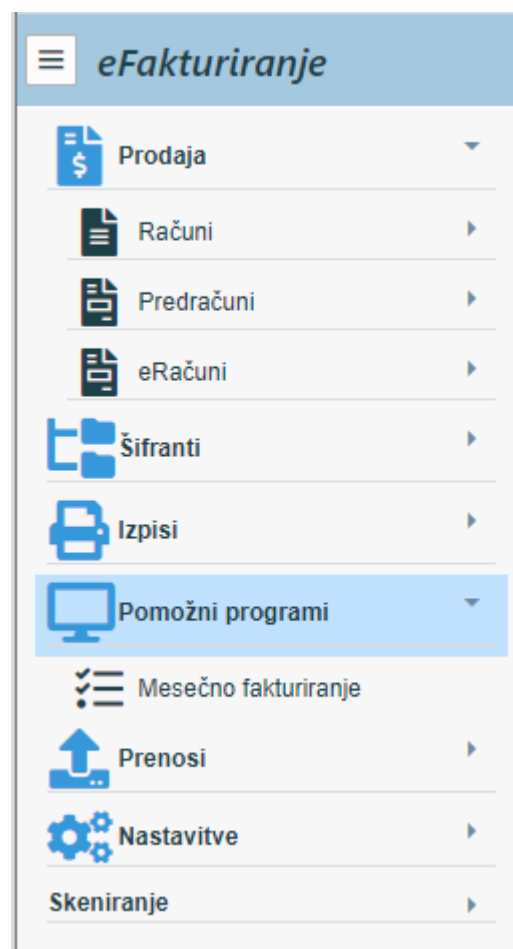 eFakturiranje
Prodaja
Računi
Predračuni
eRačuni
Šifranti
Izpisi
Pomožni programi
Mesečno fakturiranje
Prenosi
Nastavitve
Skeniranje